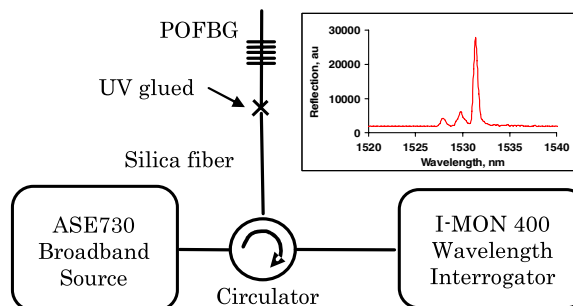 POFBG
UV glued
Silica fiber
ASE730
Broadband
Source
Circulator
I-MON 400
Wavelength
Interrogator
Reflection, au
30000
20000
10000
0
1520
1525
1530
1535
1540
Wavelength, nm